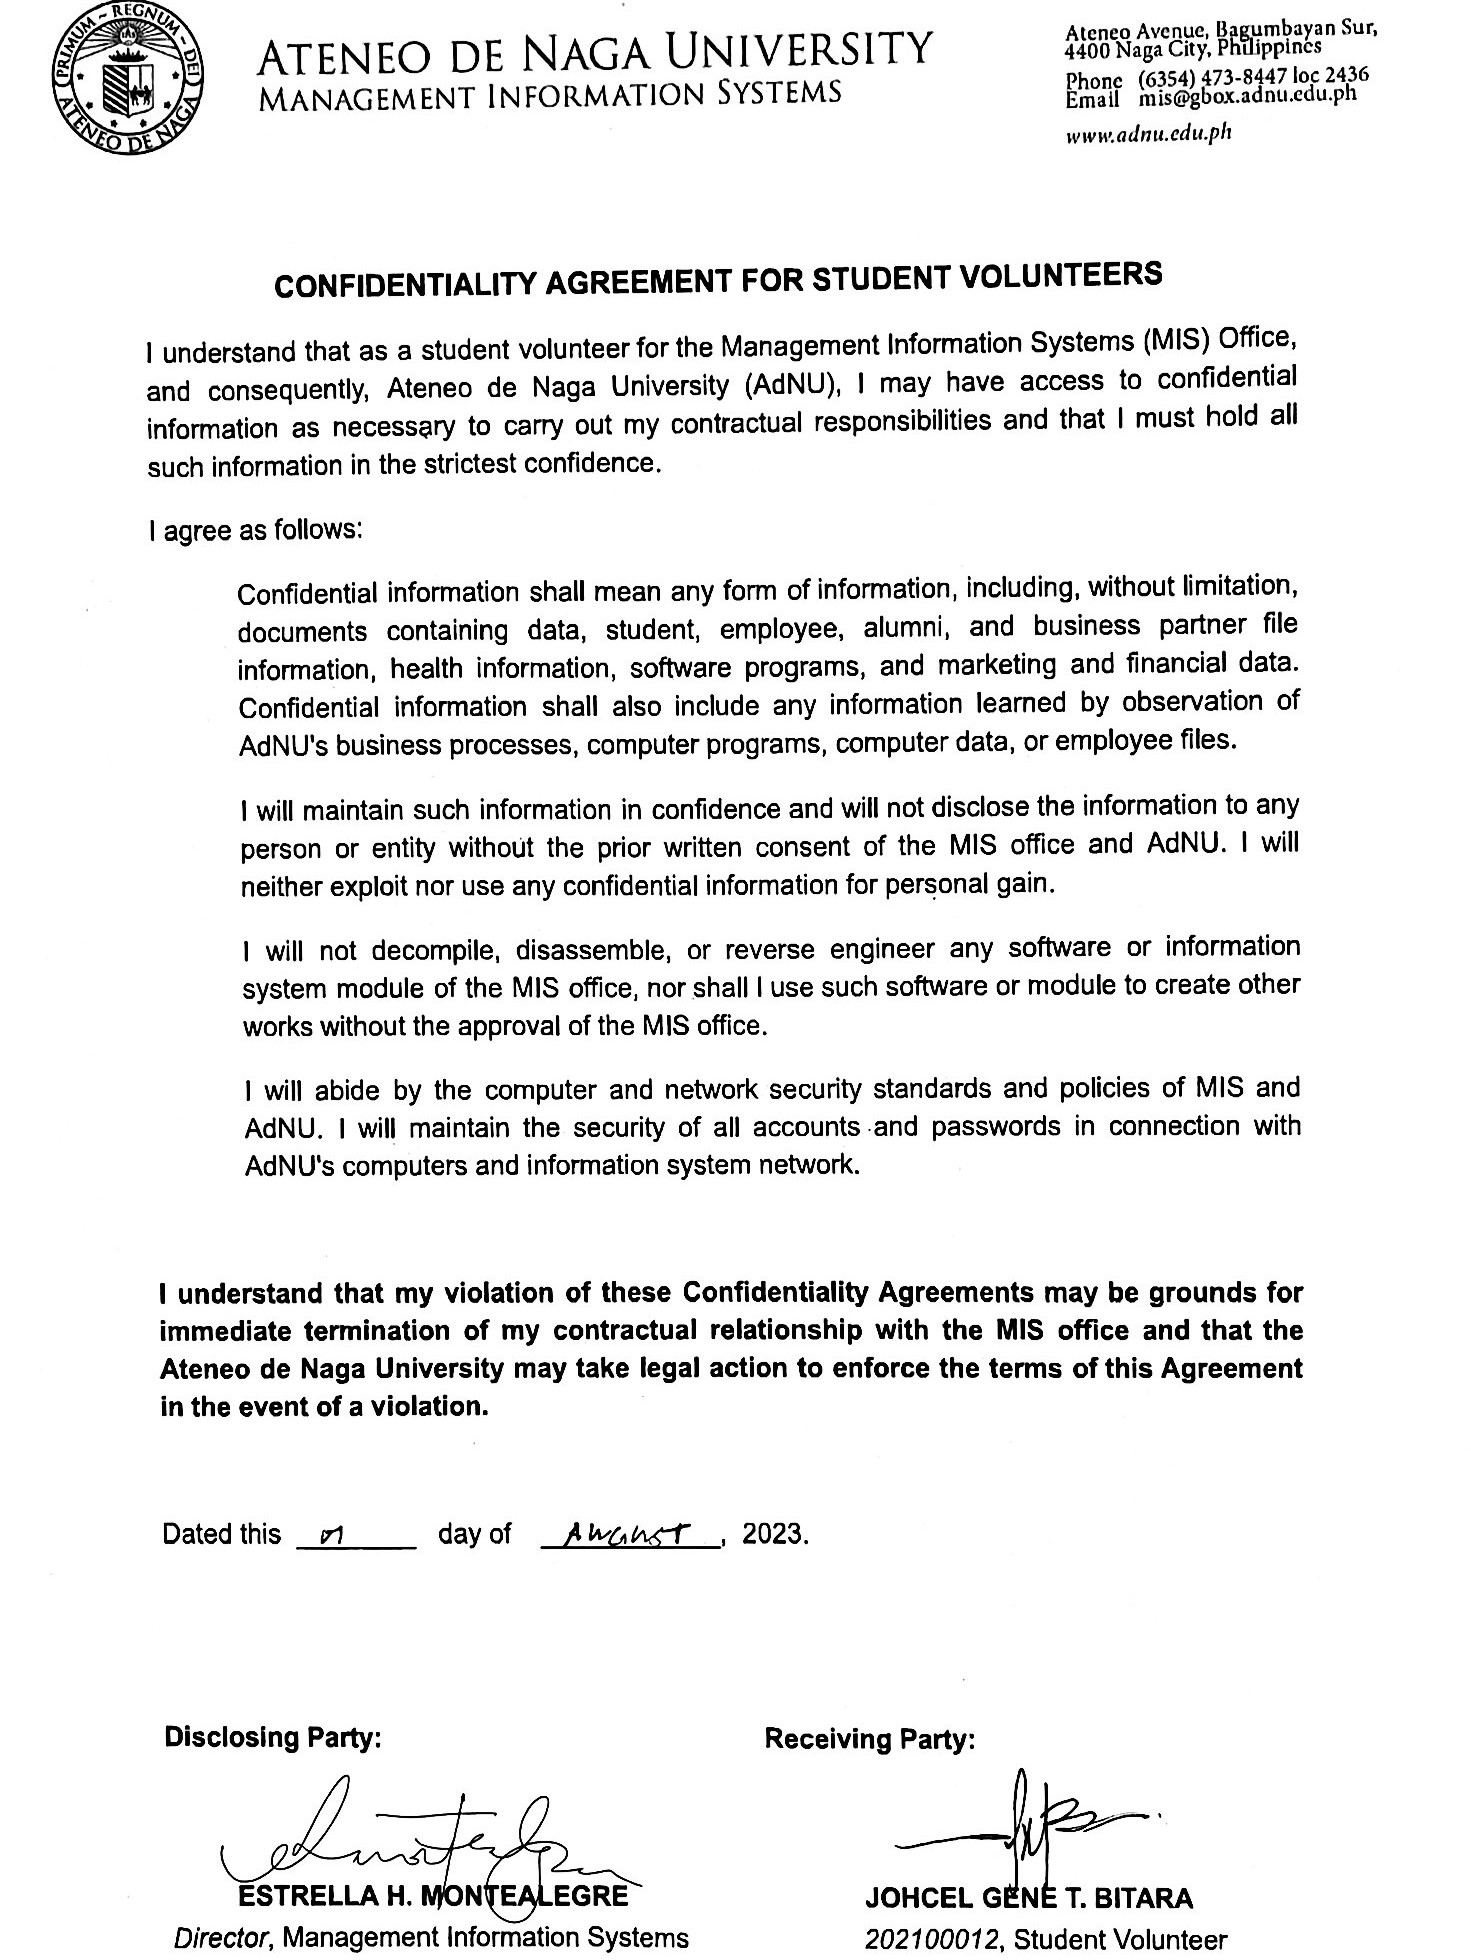 PRIMUM ~ REGNUM ~ DEI
ATENEO DE NAGA
ATENEO DE NAGA UNIVERSITY
MANAGEMENT INFORMATION SYSTEMS
Ateneo Avenue, Bagumbayan Sur,
4400 Naga City, Philippines
Phone (6354) 473-8447 loc 2436
Email mis@gbox.adnu.edu.ph
www.adnu.edu.ph
CONFIDENTIALITY AGREEMENT FOR STUDENT VOLUNTEERS
I understand that as a student volunteer for the Management Information Systems (MIS) Office,
and consequently, Ateneo de Naga University (AdNU), I may have access to confidential
information as necessary to carry out my contractual responsibilities and that I must hold all
such information in the strictest confidence.
I agree as follows:
Confidential information shall mean any form of information, including, without limitation,
documents containing data, student, employee, alumni, and business partner file
information, health information, software programs, and marketing and financial data.
Confidential information shall also include any information learned by observation of
AdNU's business processes, computer programs, computer data, or employee files.
I will maintain such information in confidence and will not disclose the information to any
person or entity without the prior written consent of the MIS office and AdNU. I will
neither exploit nor use any confidential information for personal gain.
I will not decompile, disassemble, or reverse engineer any software or information
system module of the MIS office, nor shall I use such software or module to create other
works without the approval of the MIS office.
I will abide by the computer and network security standards and policies of MIS and
AdNU. I will maintain the security of all accounts and passwords in connection with
AdNU's computers and information system network.
I understand that my violation of these Confidentiality Agreements may be grounds for
immediate termination of my contractual relationship with the MIS office and that the
Ateneo de Naga University may take legal action to enforce the terms of this Agreement
in the event of a violation.
Dated this day of AUGUST, 2023.
Disclosing Party:
Receiving Party:
ESTRELLA H. MONTEALEGRE
JOHCEL GENE T. BITARA
Director, Management Information Systems
202100012, Student Volunteer